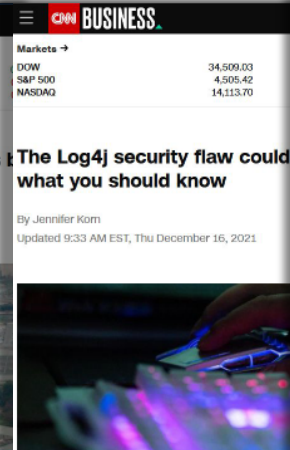 CNN BUSINESS
Markets →
DOW 34,509.03
S&P 500 4,505.42
NASDAQ 14,113.70
The Log4j security flaw could
what you should know
By Jennifer Korn
Updated 9:33 AM EST, Thu December 16, 2021